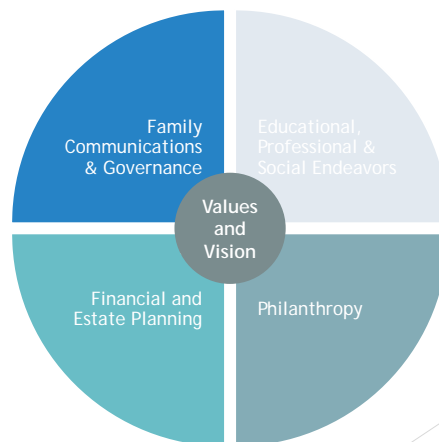 Family
Communications
& Governance
Educational,
Professional &
Social Endeavors
Values
and
Vision
Financial and
Estate Planning
Philanthropy